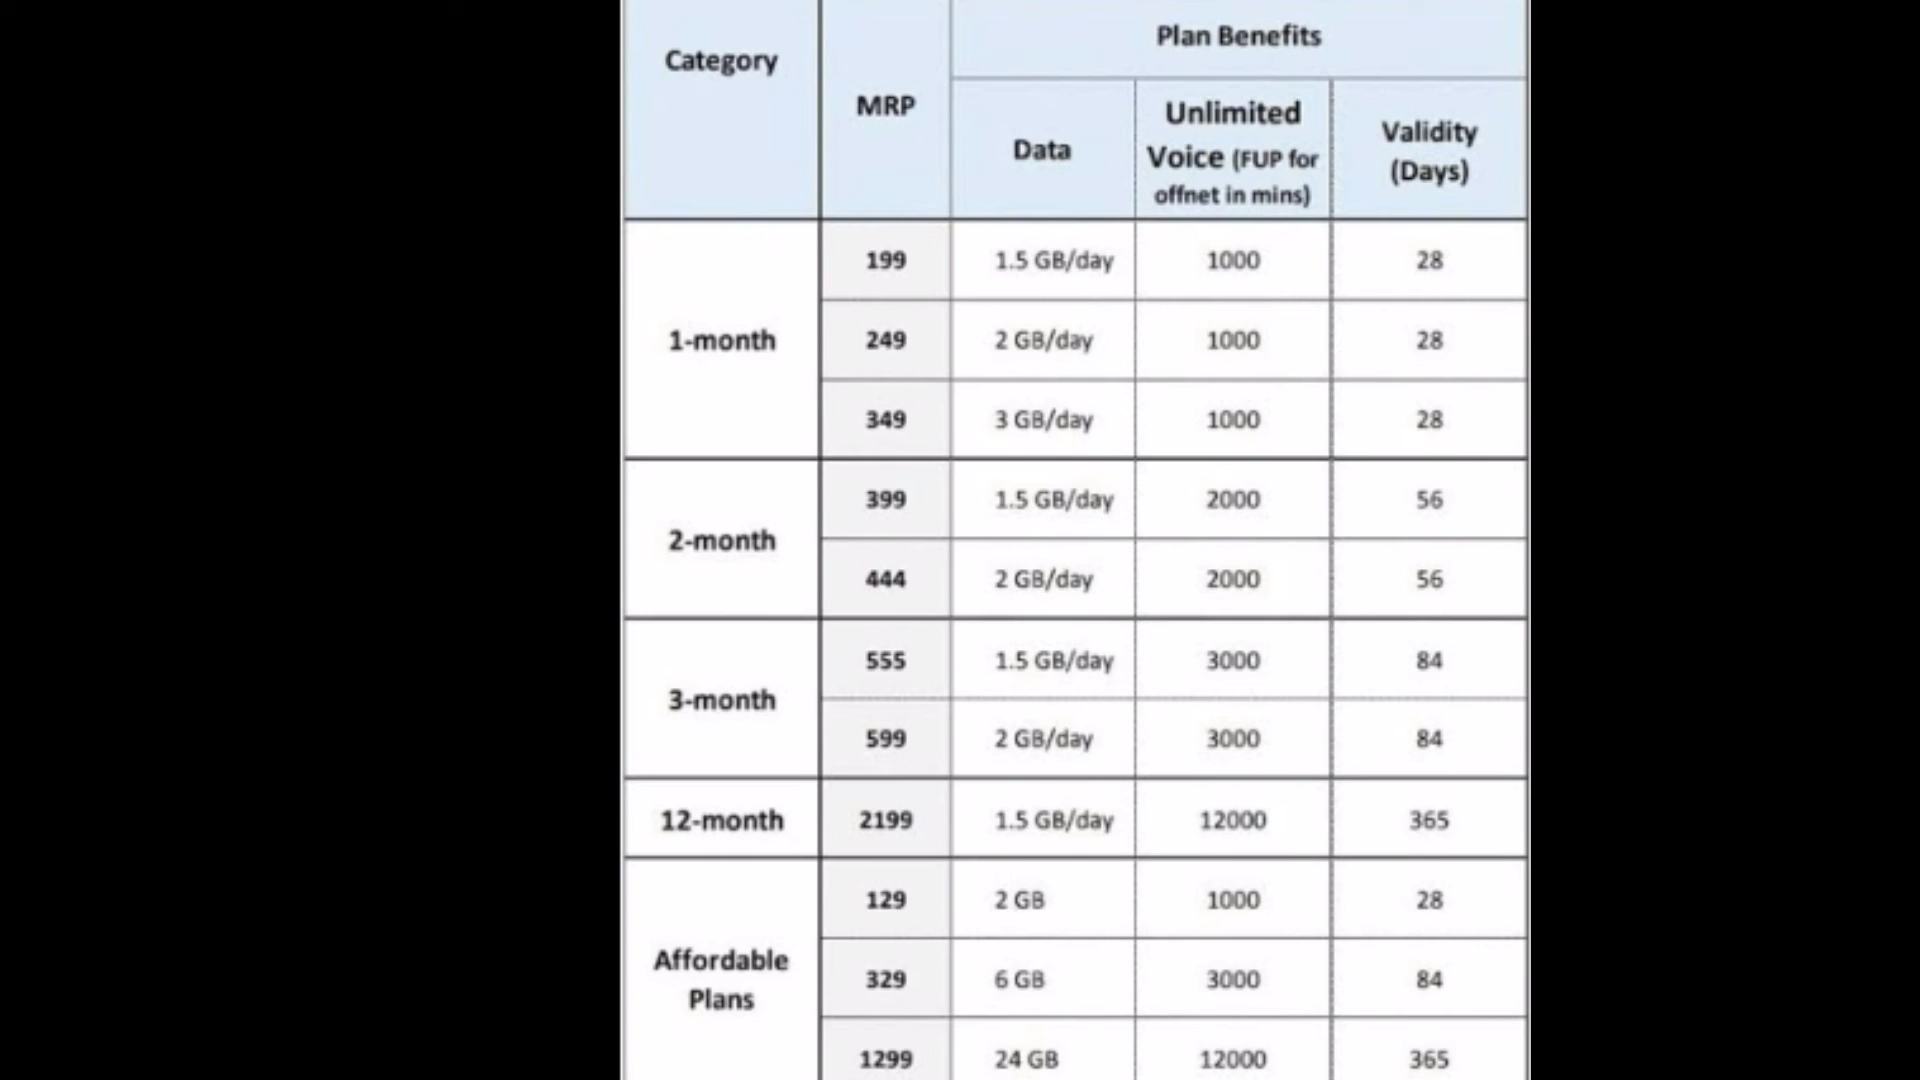 Category
MRP
Plan Benefits
Data
Unlimited
Voice (FUP for
offnet in mins)
Validity
(Days)
1-month
199 1.5 GB/day 1000 28
249 2 GB/day 1000 28
349 3 GB/day 1000 28
2-month
399 1.5 GB/day 2000 56
444 2 GB/day 2000 56
3-month
555 1.5 GB/day 3000 84
599 2 GB/day 3000 84
12-month 2199 1.5 GB/day 12000 365
Affordable
Plans
129 2 GB 1000 28
329 6 GB 3000 84
1299 24 GB 12000 365